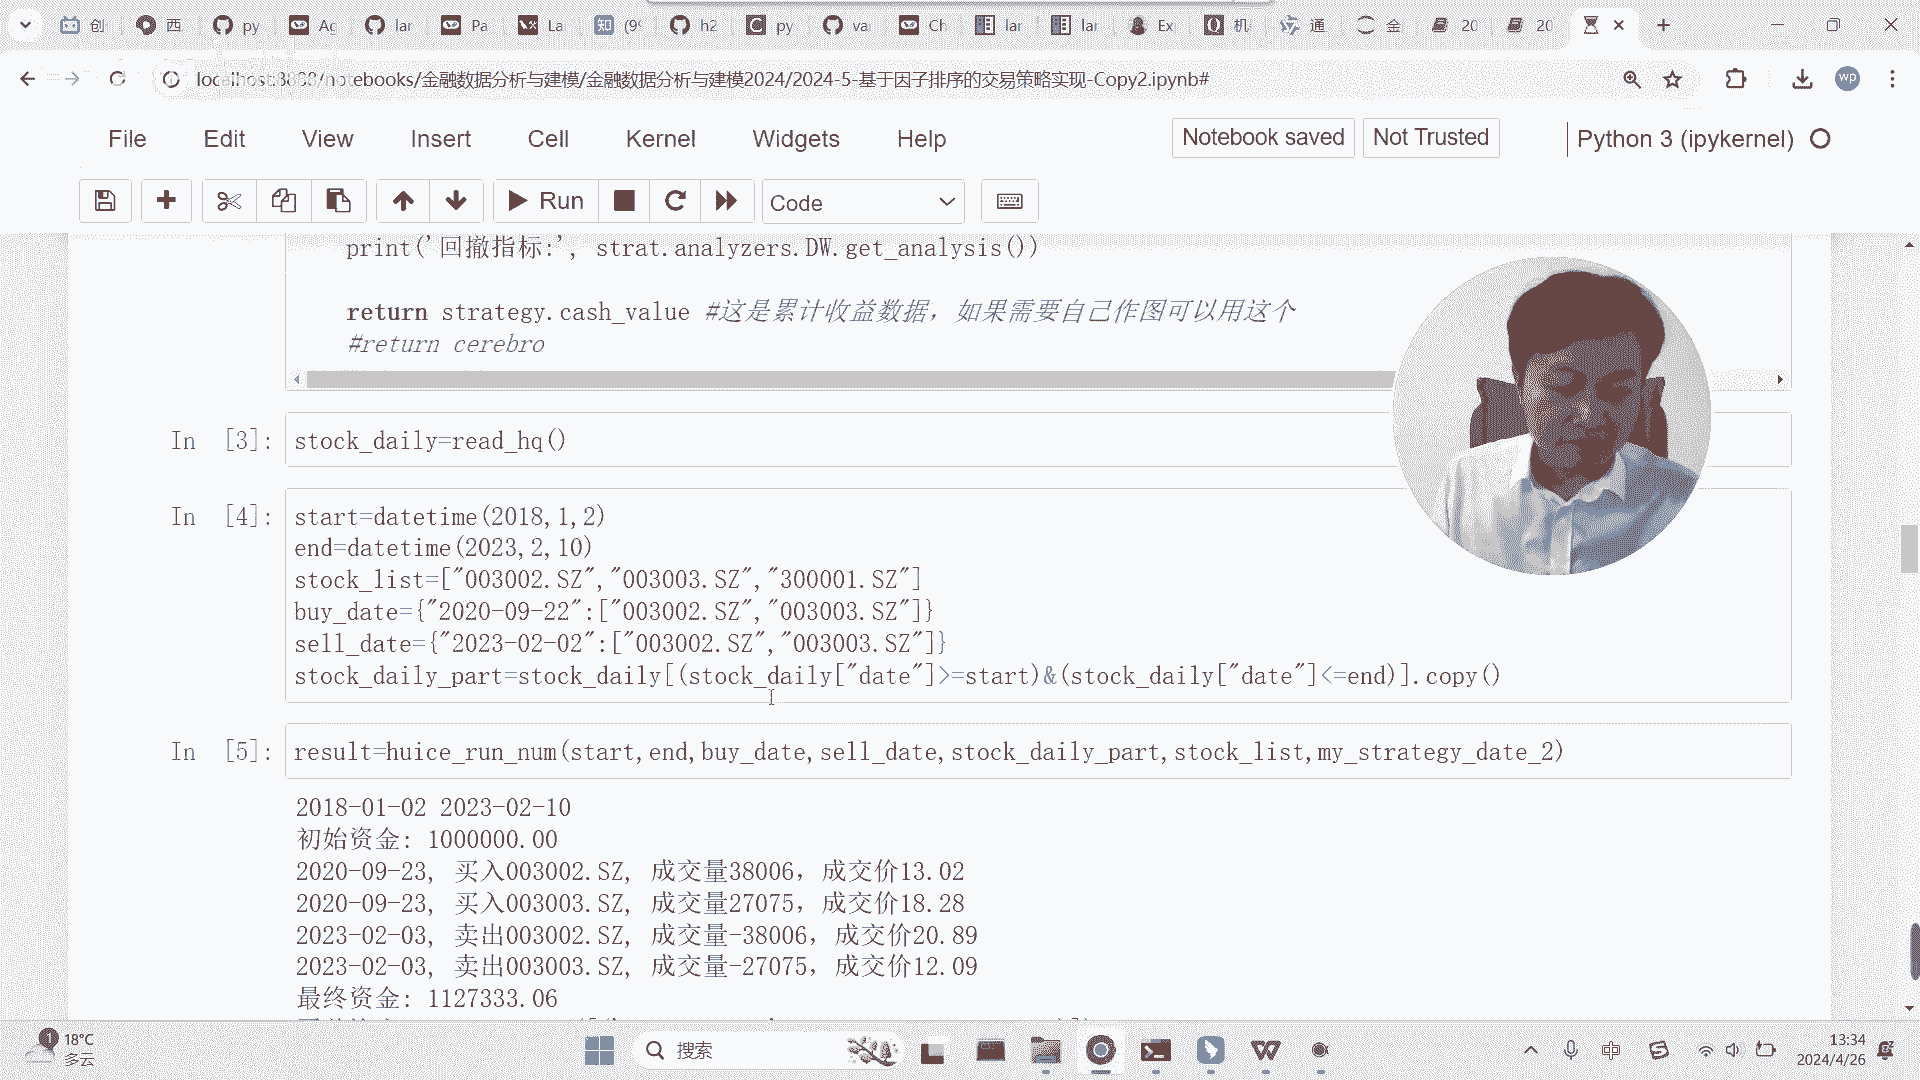 创
西
py
Ag
lar
Pa
La
(9
h2
py
va
Ch
lar
lar
Ex
机
通
金
20
20
localhost:8888/notebooks/金融数据分析与建模/金融数据分析与建模2024/2024-5-基于因子排序的交易策略实现-Copy2.ipynb#
wp
File Edit View Insert Cell Kernel Widgets Help
Notebook saved
Not Trusted
Python 3 (ipykernel)
Run
Code
print('回撤指标:', strat.analyzers.DW.get_analysis())
return strategy.cash_value #这是累计收益数据，如果需要自己作图可以用这个
#return cerebro
In [3]: stock_daily=read_hq()
In [4]: start=datetime(2018,1,2)
end=datetime(2023,2,10)
stock_list=["003002.SZ","003003.SZ","300001.SZ"]
buy_date={"2020-09-22":["003002.SZ","003003.SZ"]}
sell_date={"2023-02-02":["003002.SZ","003003.SZ"]}
stock_daily_part=stock_daily[(stock_daily["date"]>=start)&(stock_daily["date"]<=end)].copy()
In [5]: result=huice_run_num(start,end,buy_date,sell_date,stock_daily_part,stock_list,my_strategy_date_2)
2018-01-02 2023-02-10
初始资金: 1000000.00
2020-09-23, 买入003002.SZ, 成交量38006，成交价13.02
2020-09-23, 买入003003.SZ, 成交量27075，成交价18.28
2023-02-03, 卖出003002.SZ, 成交量-38006，成交价20.89
2023-02-03, 卖出003003.SZ, 成交量-27075，成交价12.09
最终资金: 1127333.06
1
18°C
多云
搜索
中
13:34
2024/4/26